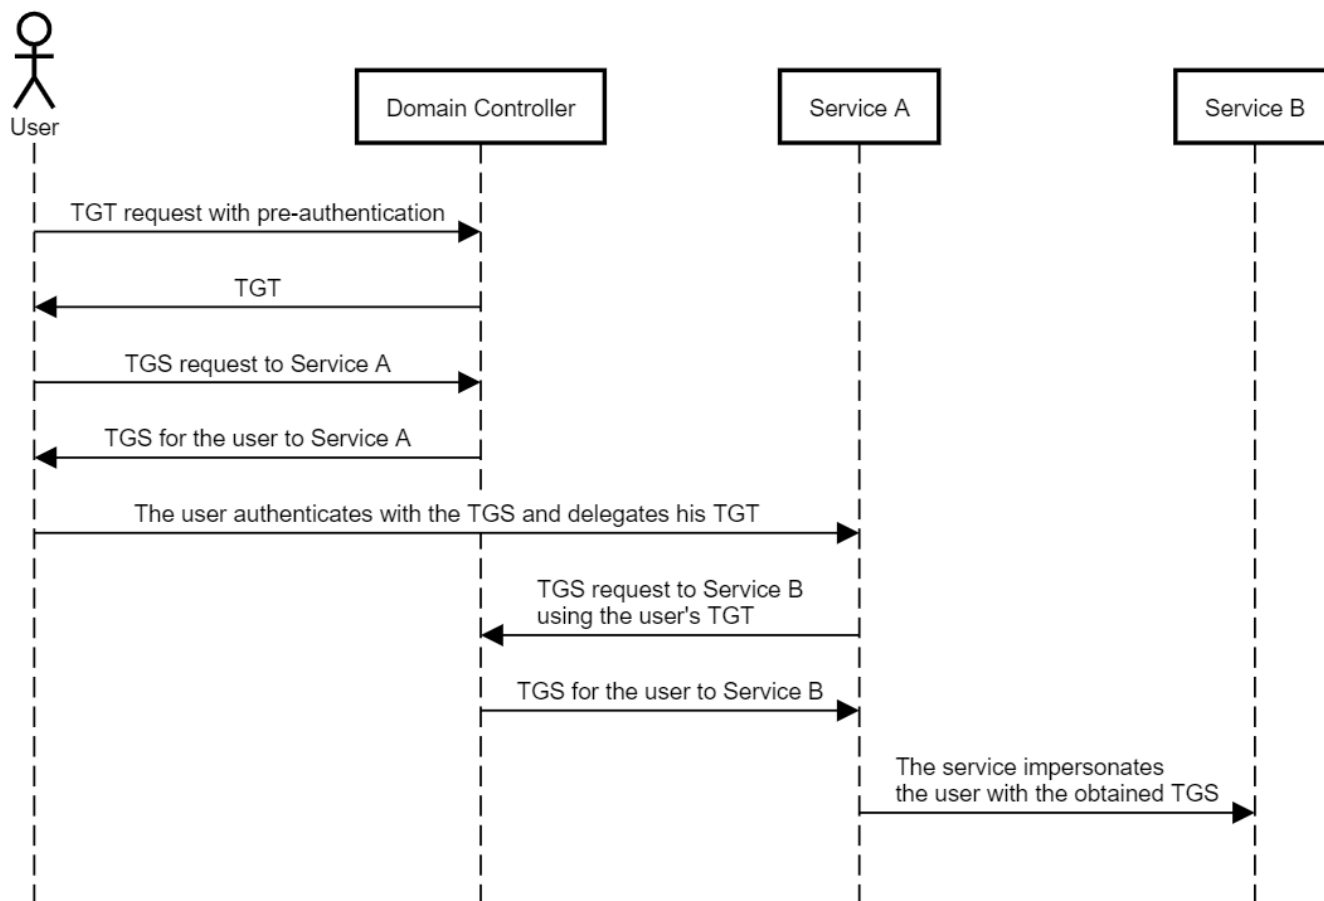 User
Domain Controller
Service A
Service B
TGT request with pre-authentication
TGT
TGS request to Service A
TGS for the user to Service A
The user authenticates with the TGS and delegates his TGT
TGS request to Service B
using the user's TGT
TGS for the user to Service B
The service impersonates
the user with the obtained TGS